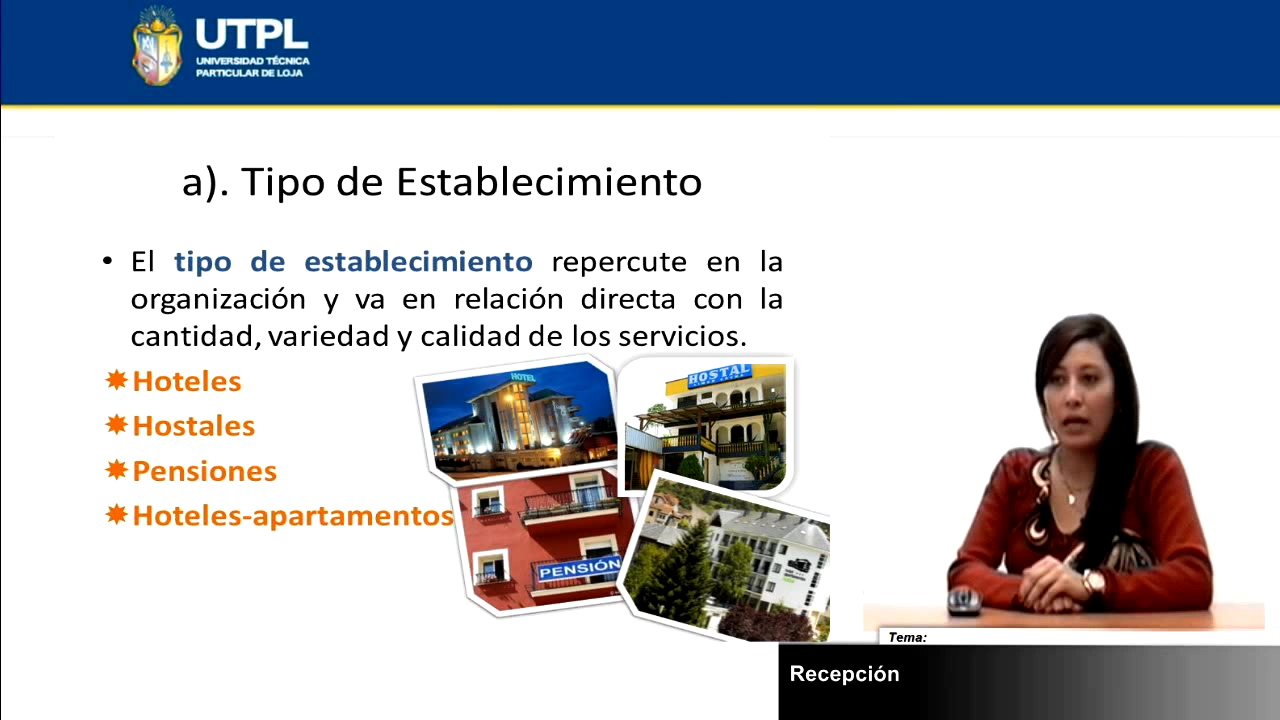 UTPL
UNIVERSIDAD TÉCNICA
PARTICULAR DE LOJA
a). Tipo de Establecimiento
• El tipo de establecimiento repercute en la
organización y va en relación directa con la
cantidad, variedad y calidad de los servicios.
Hoteles
Hostales
Pensiones
Hoteles-apartamentos
HOTEL
HOSTAL
PENSIÓN
Tema:
Recepción